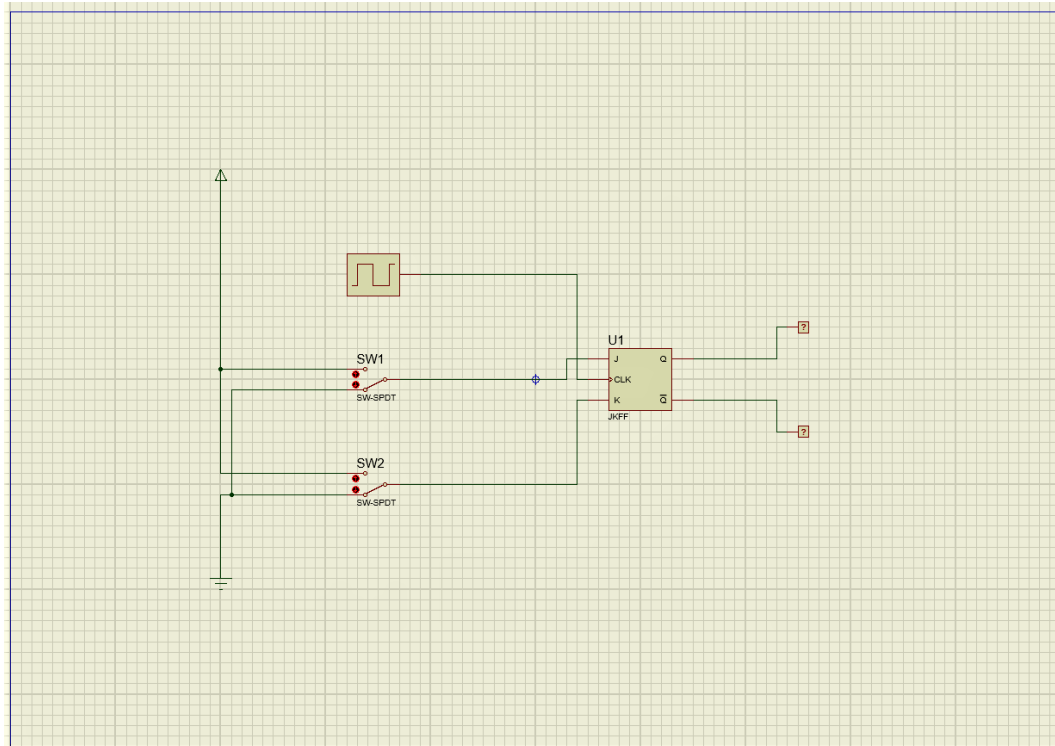 SW1
SW-SPDT
SW2
SW-SPDT
U1
J
Q
CLK
K
Q̅
JKFF
?
?